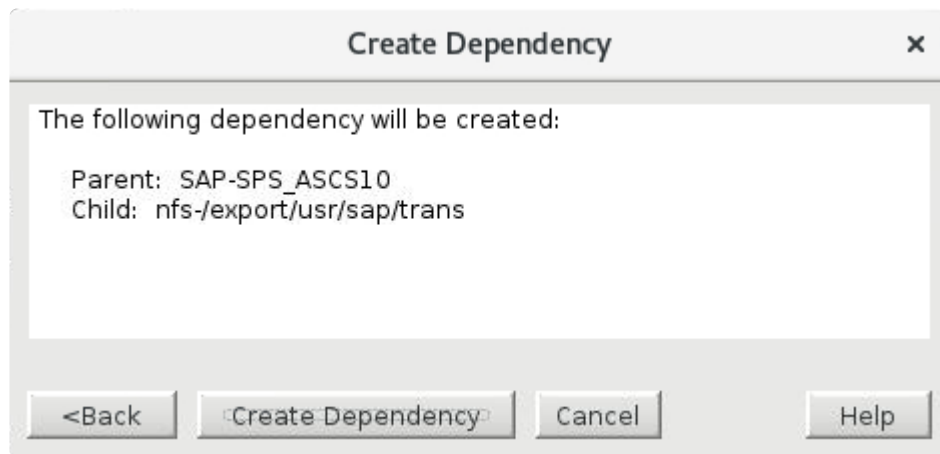 Create Dependency ×
The following dependency will be created:
Parent: SAP-SPS_ASCS10
Child: nfs-/export/usr/sap/trans
<Back Create Dependency Cancel Help